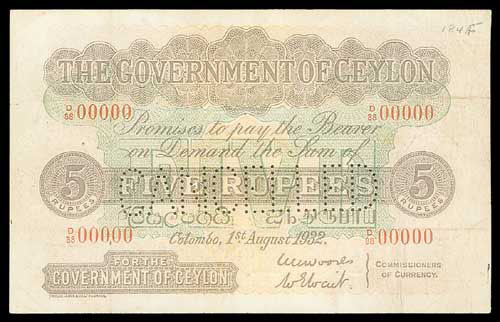 184
THE GOVERNMENT OF CEYLON
D/88 00000 D/88 00000
Promises to pay the Bearer
on Demand the Sum of
5 RUPEES FIVE RUPEES 5 RUPEES
CANCELLED
D/88 00000 D/88 00000
Colombo, 1st August 1932.
FOR THE
GOVERNMENT OF CEYLON
COMMISSIONERS
OF CURRENCY.